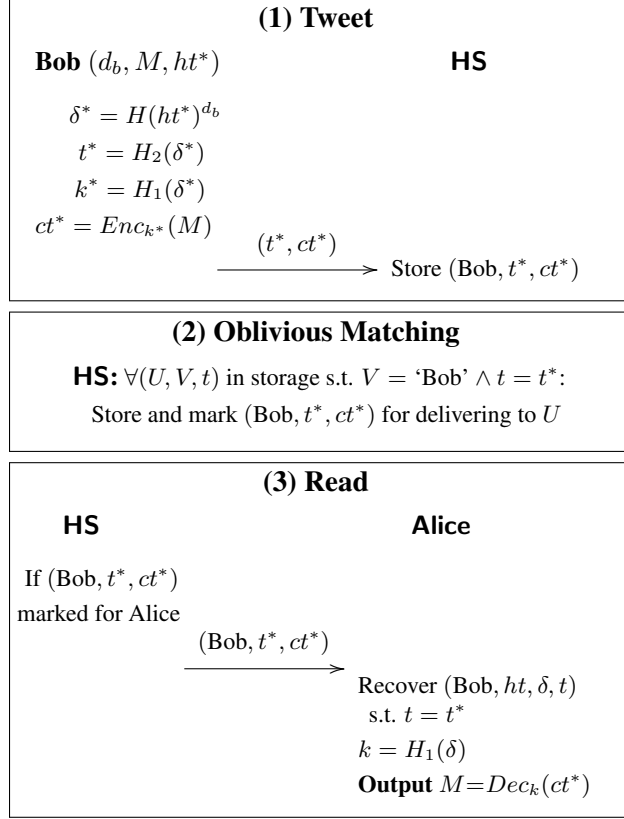 (1) Tweet
Bob (d_b, M, ht*)
HS
δ* = H(ht*)^{d_b}
t* = H_2(δ*)
k* = H_1(δ*)
ct* = Enc_{k*}(M)
(t*, ct*)
Store (Bob, t*, ct*)
(2) Oblivious Matching
HS: ∀(U, V, t) in storage s.t. V = ‘Bob’ ∧ t = t*:
Store and mark (Bob, t*, ct*) for delivering to U
(3) Read
HS
Alice
If (Bob, t*, ct*)
marked for Alice
(Bob, t*, ct*)
Recover (Bob, ht, δ, t)
s.t. t = t*
k = H_1(δ)
Output M=Dec_k(ct*)